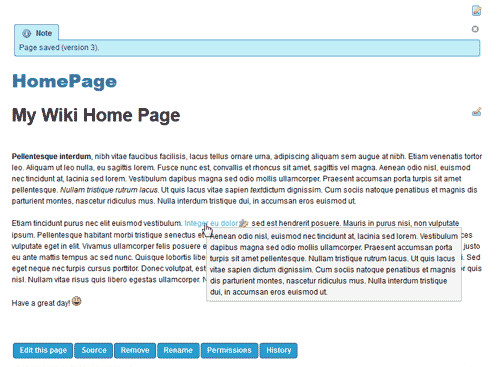 Note
Page saved (version 3).
HomePage
My Wiki Home Page
Pellentesque interdum, nibh vitae faucibus facilisis, lacus tellus ornare urna, adipiscing aliquam sem augue at nibh. Etiam venenatis tortor
leo. Aliquam ut leo nulla, eu sagittis lorem. Fusce nunc est, convallis et rhoncus sit amet, sagittis vel magna. Aenean odio nisl, euismod
nec tincidunt at, lacinia sed lorem. Vestibulum dapibus magna sed odio mollis ullamcorper. Praesent accumsan porta turpis sit amet
pellentesque. Nullam tristique rutrum lacus. Ut quis lacus vitae sapien textdictum dignissim. Cum sociis natoque penatibus et magnis dis
parturient montes, nascetur ridiculus mus. Nulla interdum tristique dui, in accumsan eros euismod ut.
Etiam tincidunt purus nec elit euismod vestibulum. Integer eu dolor sed est hendrerit posuere. Mauris in purus nisi, non vulputate
ipsum. Pellentesque habitant morbi tristique senectus et
vulputate eget in elit. Vivamus ullamcorper felis posuere e
eu ante mattis tempus ac sed nunc. Quisque lobortis libe
eget neque nec turpis cursus porttitor. Donec volutpat, est
nisl. Nullam vitae risus quis libero egestas ullamcorper.
ces
justo
Sed
quis
Aenean odio nisl, euismod nec tincidunt at, lacinia sed lorem. Vestibulum
dapibus magna sed odio mollis ullamcorper. Praesent accumsan porta
turpis sit amet pellentesque. Nullam tristique rutrum lacus. Ut quis lacus
vitae sapien dictum dignissim. Cum sociis natoque penatibus et magnis
dis parturient montes, nascetur ridiculus mus. Nulla interdum tristique
dui, in accumsan eros euismod ut.
Have a great day!
Edit this page Source Remove Rename Permissions History